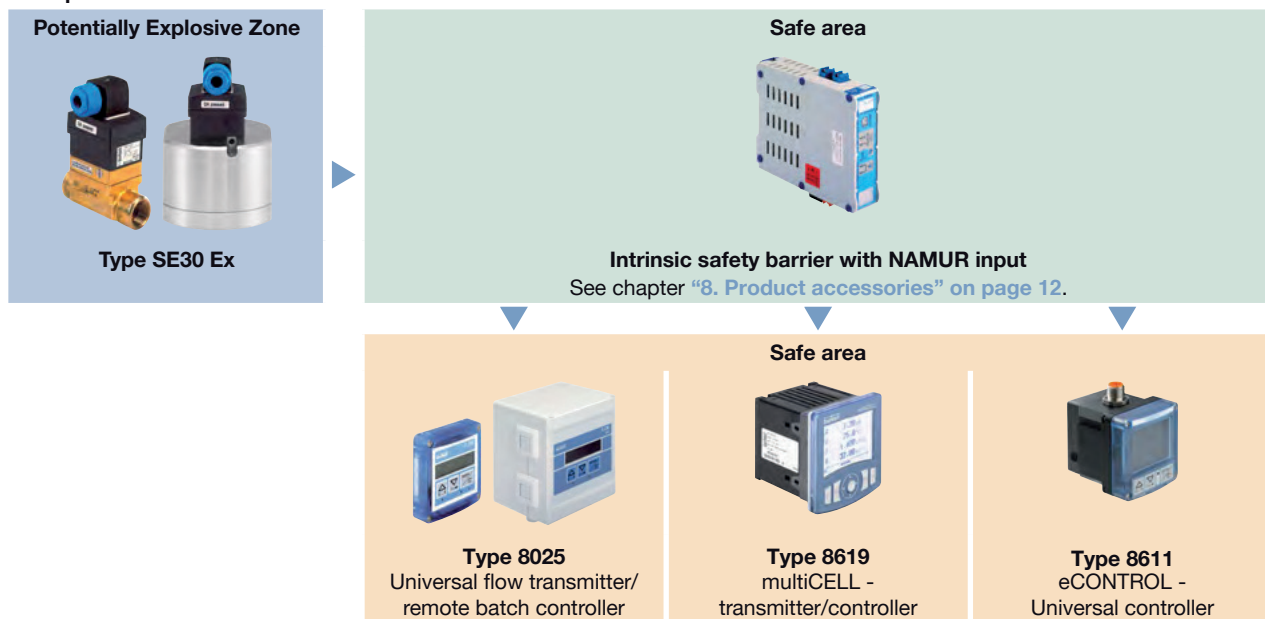 Potentially Explosive Zone
Safe area
Type SE30 Ex
Intrinsic safety barrier with NAMUR input
See chapter “8. Product accessories” on page 12.
Safe area
Type 8025
Universal flow transmitter/
remote batch controller
Type 8619
multiCELL -
transmitter/controller
Type 8611
eCONTROL -
Universal controller